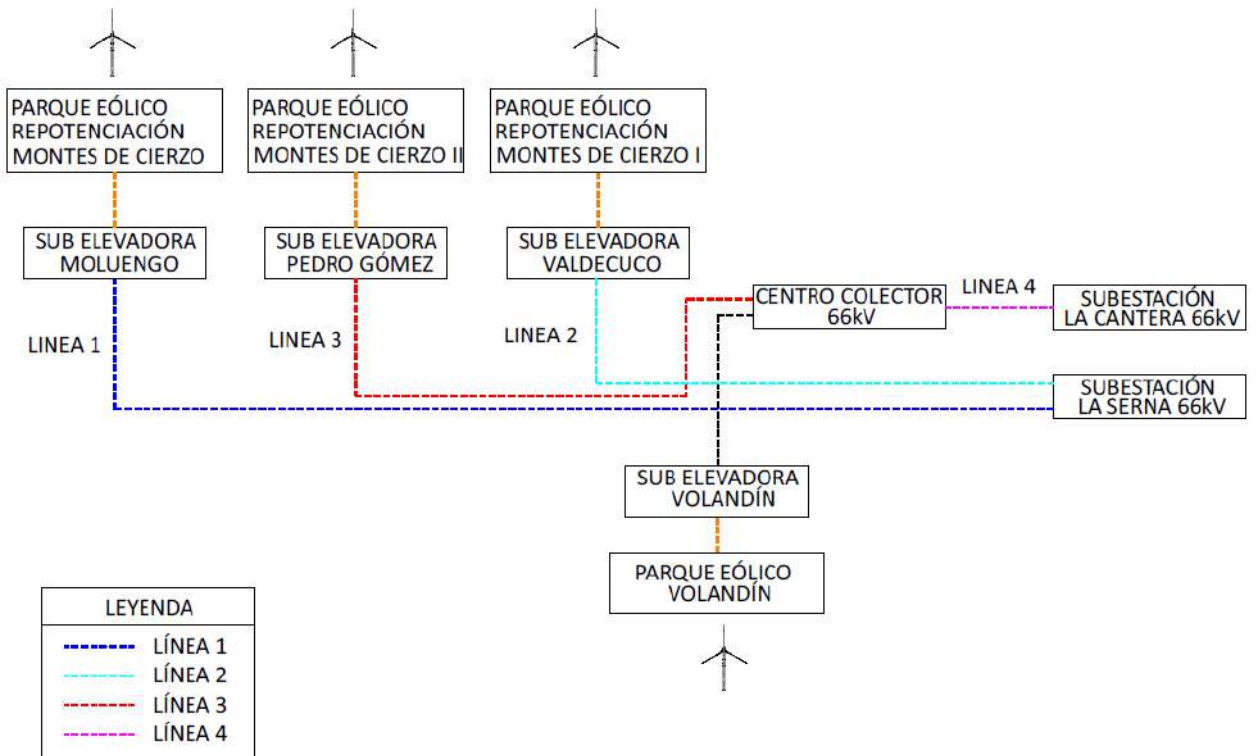 PARQUE EÓLICO
REPOTENCIACIÓN
MONTES DE CIERZO
PARQUE EÓLICO
REPOTENCIACIÓN
MONTES DE CIERZO II
PARQUE EÓLICO
REPOTENCIACIÓN
MONTES DE CIERZO I
SUB ELEVADORA
MOLUENGO
SUB ELEVADORA
PEDRO GÓMEZ
SUB ELEVADORA
VALDECUCO
LINEA 1
LINEA 3
LINEA 2
CENTRO COLECTOR
66kV
LINEA 4
SUBESTACIÓN
LA CANTERA 66kV
SUBESTACIÓN
LA SERNA 66kV
SUB ELEVADORA
VOLANDÍN
PARQUE EÓLICO
VOLANDÍN
LEYENDA
LÍNEA 1
LÍNEA 2
LÍNEA 3
LÍNEA 4